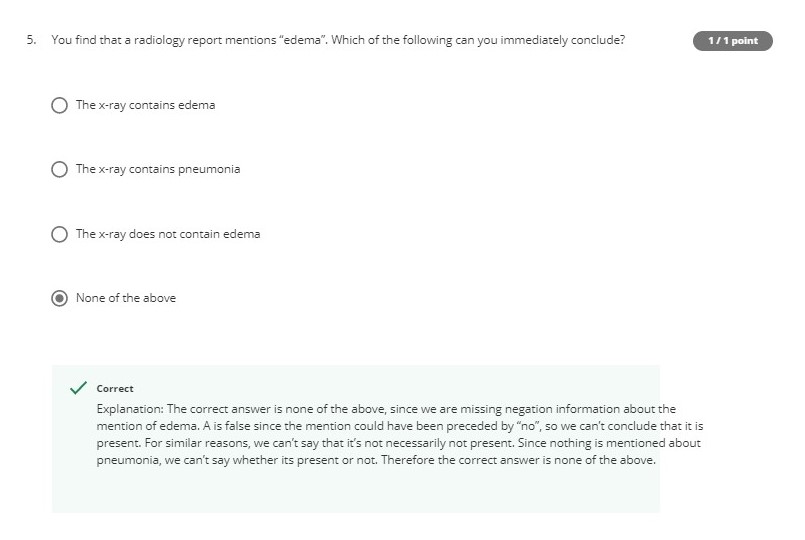 5. You find that a radiology report mentions “edema”. Which of the following can you immediately conclude?
1 / 1 point
The x-ray contains edema
The x-ray contains pneumonia
The x-ray does not contain edema
None of the above
Correct
Explanation: The correct answer is none of the above, since we are missing negation information about the
mention of edema. A is false since the mention could have been preceded by “no”, so we can’t conclude that it is
present. For similar reasons, we can’t say that it’s not necessarily not present. Since nothing is mentioned about
pneumonia, we can’t say whether its present or not. Therefore the correct answer is none of the above.